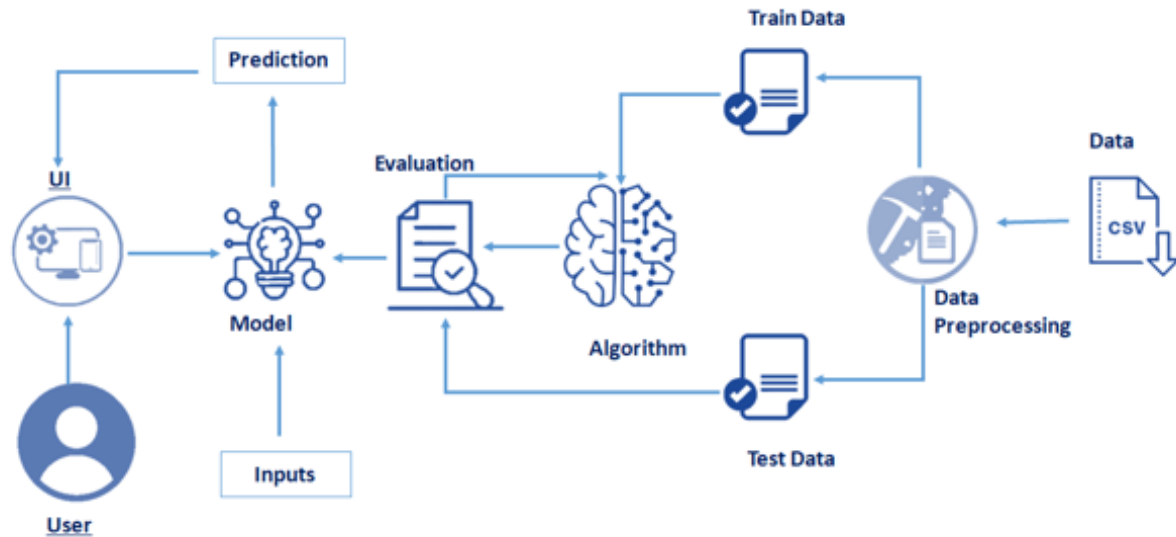 Train Data
Prediction
Data
Evaluation
UI
CSV
Data
Preprocessing
Model
Algorithm
Inputs
Test Data
User